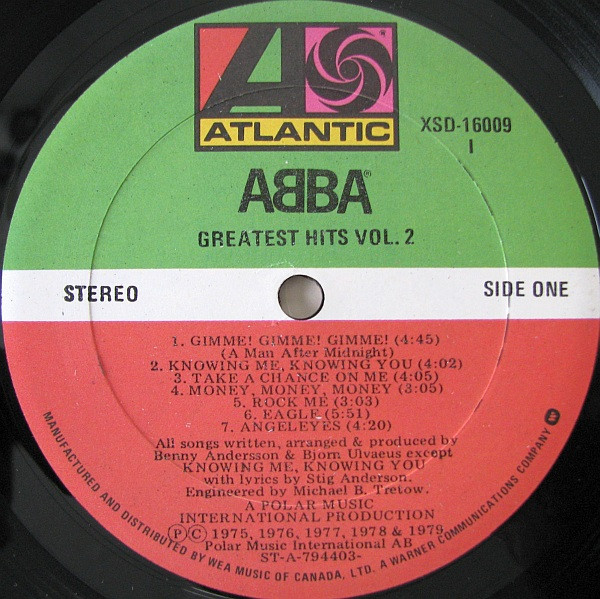 ATLANTIC
XSD-16009
1
ABBA®
GREATEST HITS VOL. 2
STEREO
SIDE ONE
1. GIMME! GIMME! GIMME! (4:45)
(A Man After Midnight)
2. KNOWING ME, KNOWING YOU (4:02)
3. TAKE A CHANCE ON ME (4:05)
4. MONEY, MONEY, MONEY (3:05)
5. ROCK ME (3:03)
6. EAGLE (5:51)
7. ANGELEYES (4:20)
All songs written, arranged & produced by
Benny Andersson & Bjorn Ulvaeus except
KNOWING ME, KNOWING YOU
with lyrics by Stig Anderson.
Engineered by Michael B. Tretow.
A POLAR MUSIC
INTERNATIONAL PRODUCTION
Ⓟ Ⓒ 1975, 1976, 1977, 1978 & 1979
Polar Music International AB
ST-A-794403-
MANUFACTURED AND DISTRIBUTED BY WEA MUSIC OF CANADA, LTD. A WARNER COMMUNICATIONS COMPANY